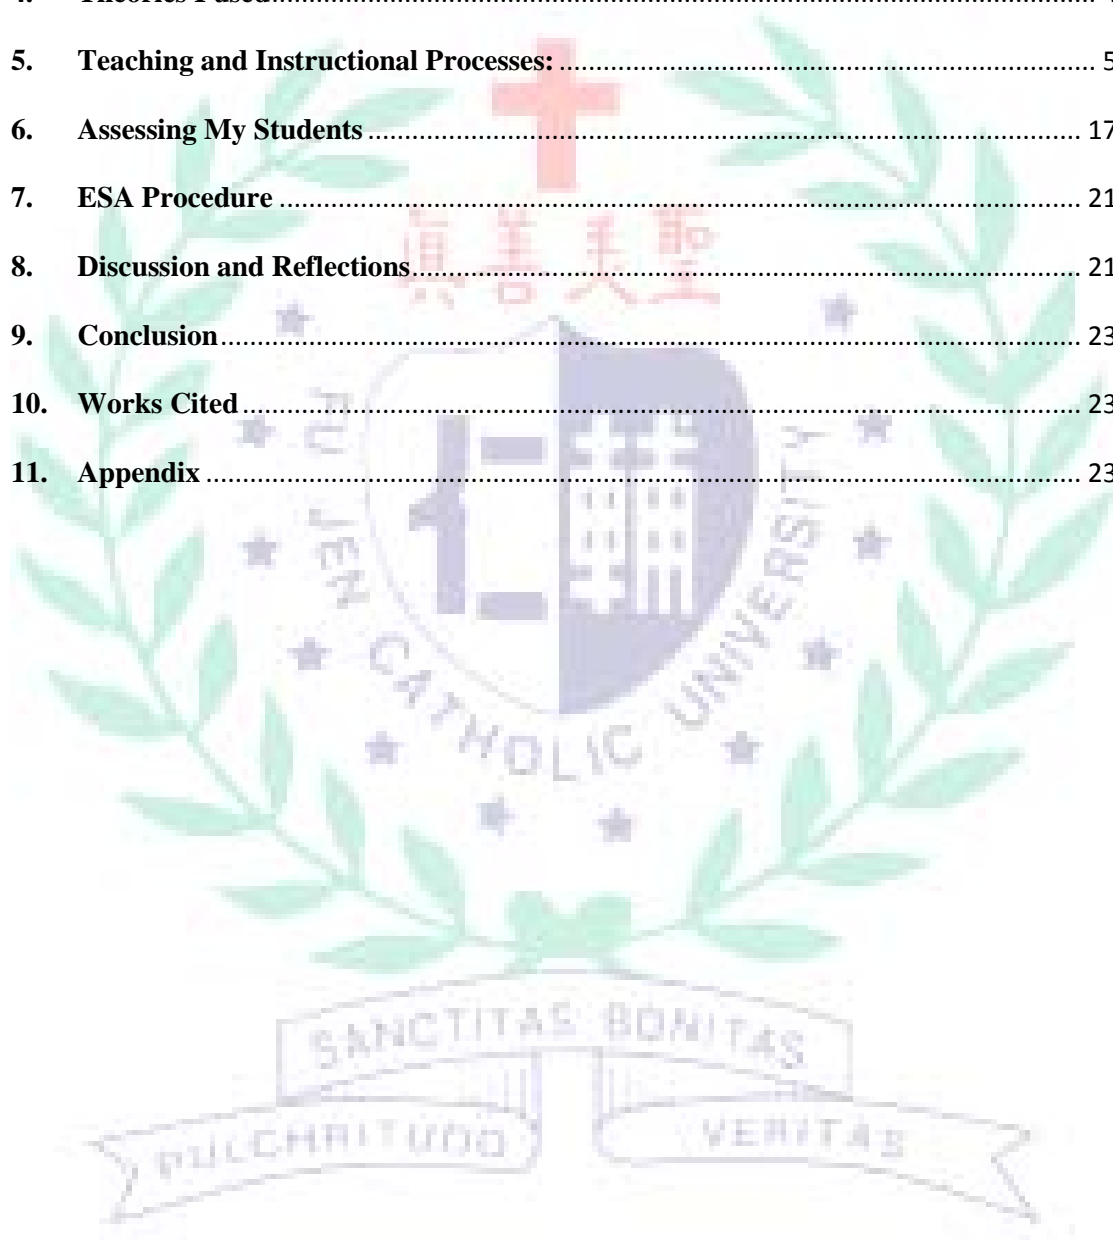 5. Teaching and Instructional Processes: ........................ 5
6. Assessing My Students ........................ 17
7. ESA Procedure ........................ 21
8. Discussion and Reflections ........................ 21
真善美聖
9. Conclusion ........................ 23
10. Works Cited ........................ 23
11. Appendix ........................ 23
FU JEN CATHOLIC UNIVERSITY
SANCTITAS BONITAS
PULCHRITUDO VERITAS